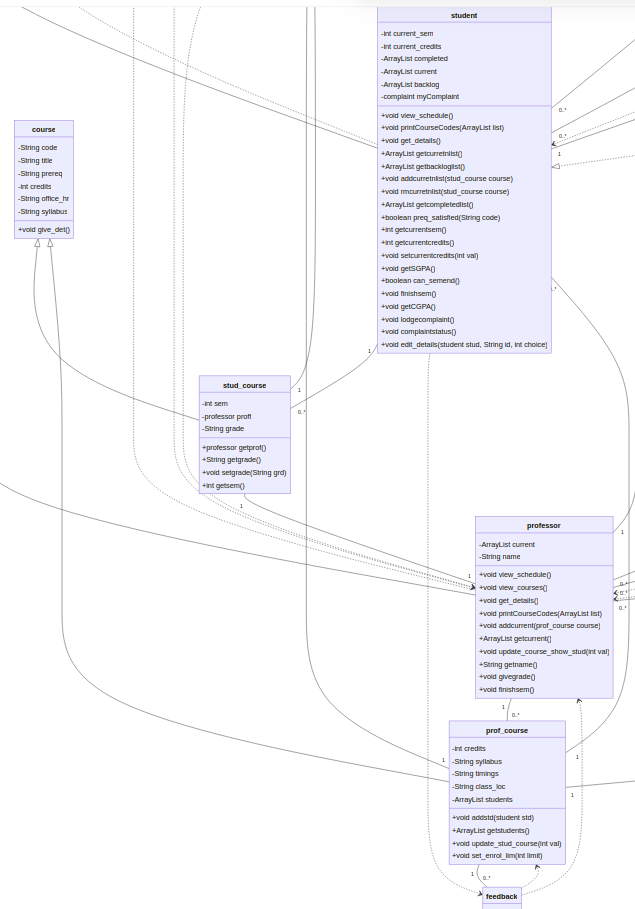 student
-int current_sem
-int current_credits
-ArrayList completed
-ArrayList current
-ArrayList backlog
-complaint myComplaint
+void view_schedule()
+void printCourseCodes(ArrayList list)
+void get_details()
+ArrayList getcurretnlist()
+ArrayList getbackloglist()
+void addcurretnlist(stud_course course)
+void rmcuretnlist(stud_course course)
+ArrayList getcompletedlist()
+boolean preq_satisfied(String code)
+int getcurrentsem()
+int getcurrentcredits()
+void setcurrentcredits(int val)
+void getSGPA()
+boolean can_semend()
+void finishsem()
+void getCGPA()
+void lodgecomplaint()
+void complaintstatus()
+void edit_details(student stud, String id, int choice)
0..*
0..*
1
..*
1
course
-String code
-String title
-String prereq
-int credits
-String office_hr
-String syllabus
+void give_det()
stud_course
-int sem
-professor proff
-String grade
+professor getprof()
+String getgrade()
+void setgrade(String grd)
+int getsem()
1
0..*
1
professor
-ArrayList current
-String name
+void view_schedule()
+void view_courses()
+void get_details()
+void printCourseCodes(ArrayList list)
+void addcurrent(prof_course course)
+ArrayList getcurrent()
+void update_course_show_stud(int val)
+String getname()
+void givegrade()
+void finishsem()
1
1
0..*
0..*
0..*
1
0..*
prof_course
-int credits
-String syllabus
-String timings
-String class_loc
-ArrayList students
+void addstd(student std)
+ArrayList getstudents()
+void update_stud_course(int val)
+void set_enrol_lim(int limit)
1
1
1
1
0..*
feedback